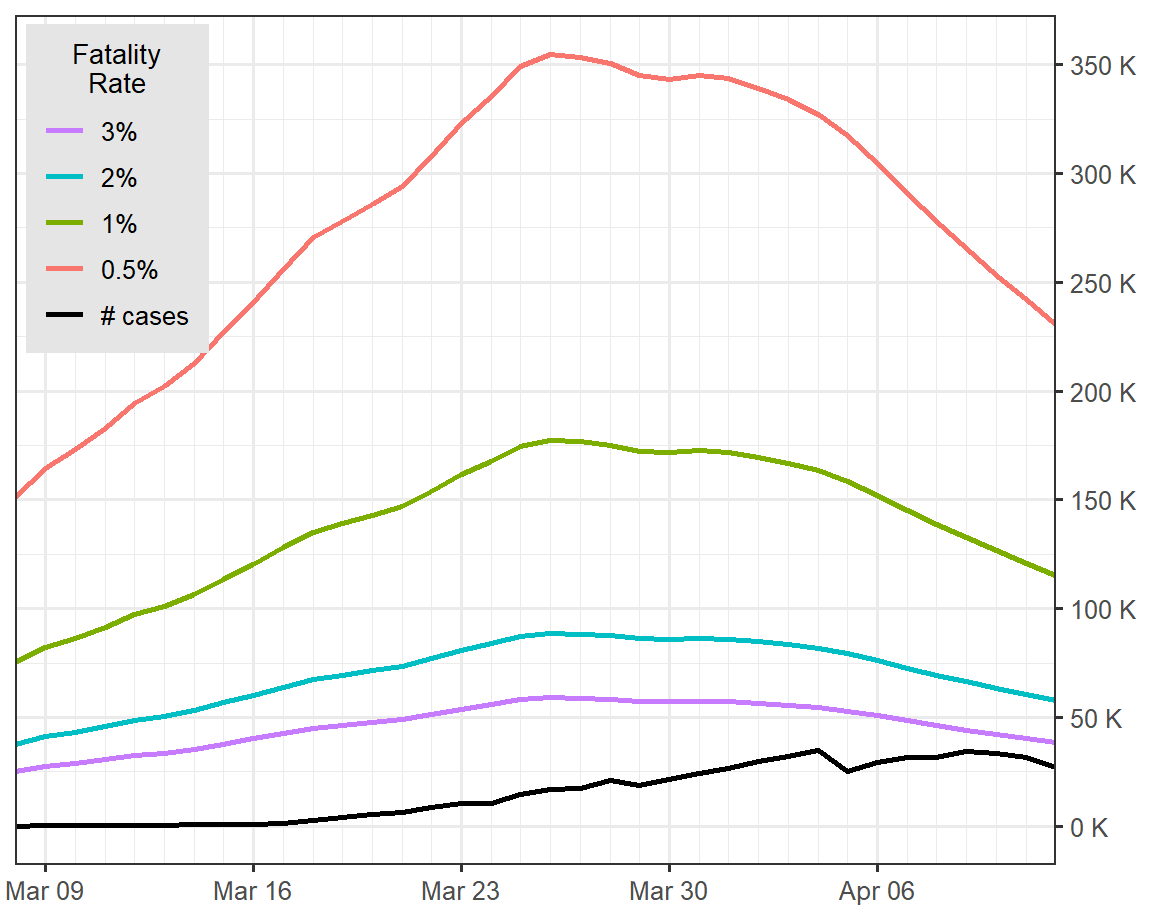 Fatality
Rate
3%
2%
1%
0.5%
# cases
350 K
300 K
250 K
200 K
150 K
100 K
50 K
0 K
Mar 09
Mar 16
Mar 23
Mar 30
Apr 06